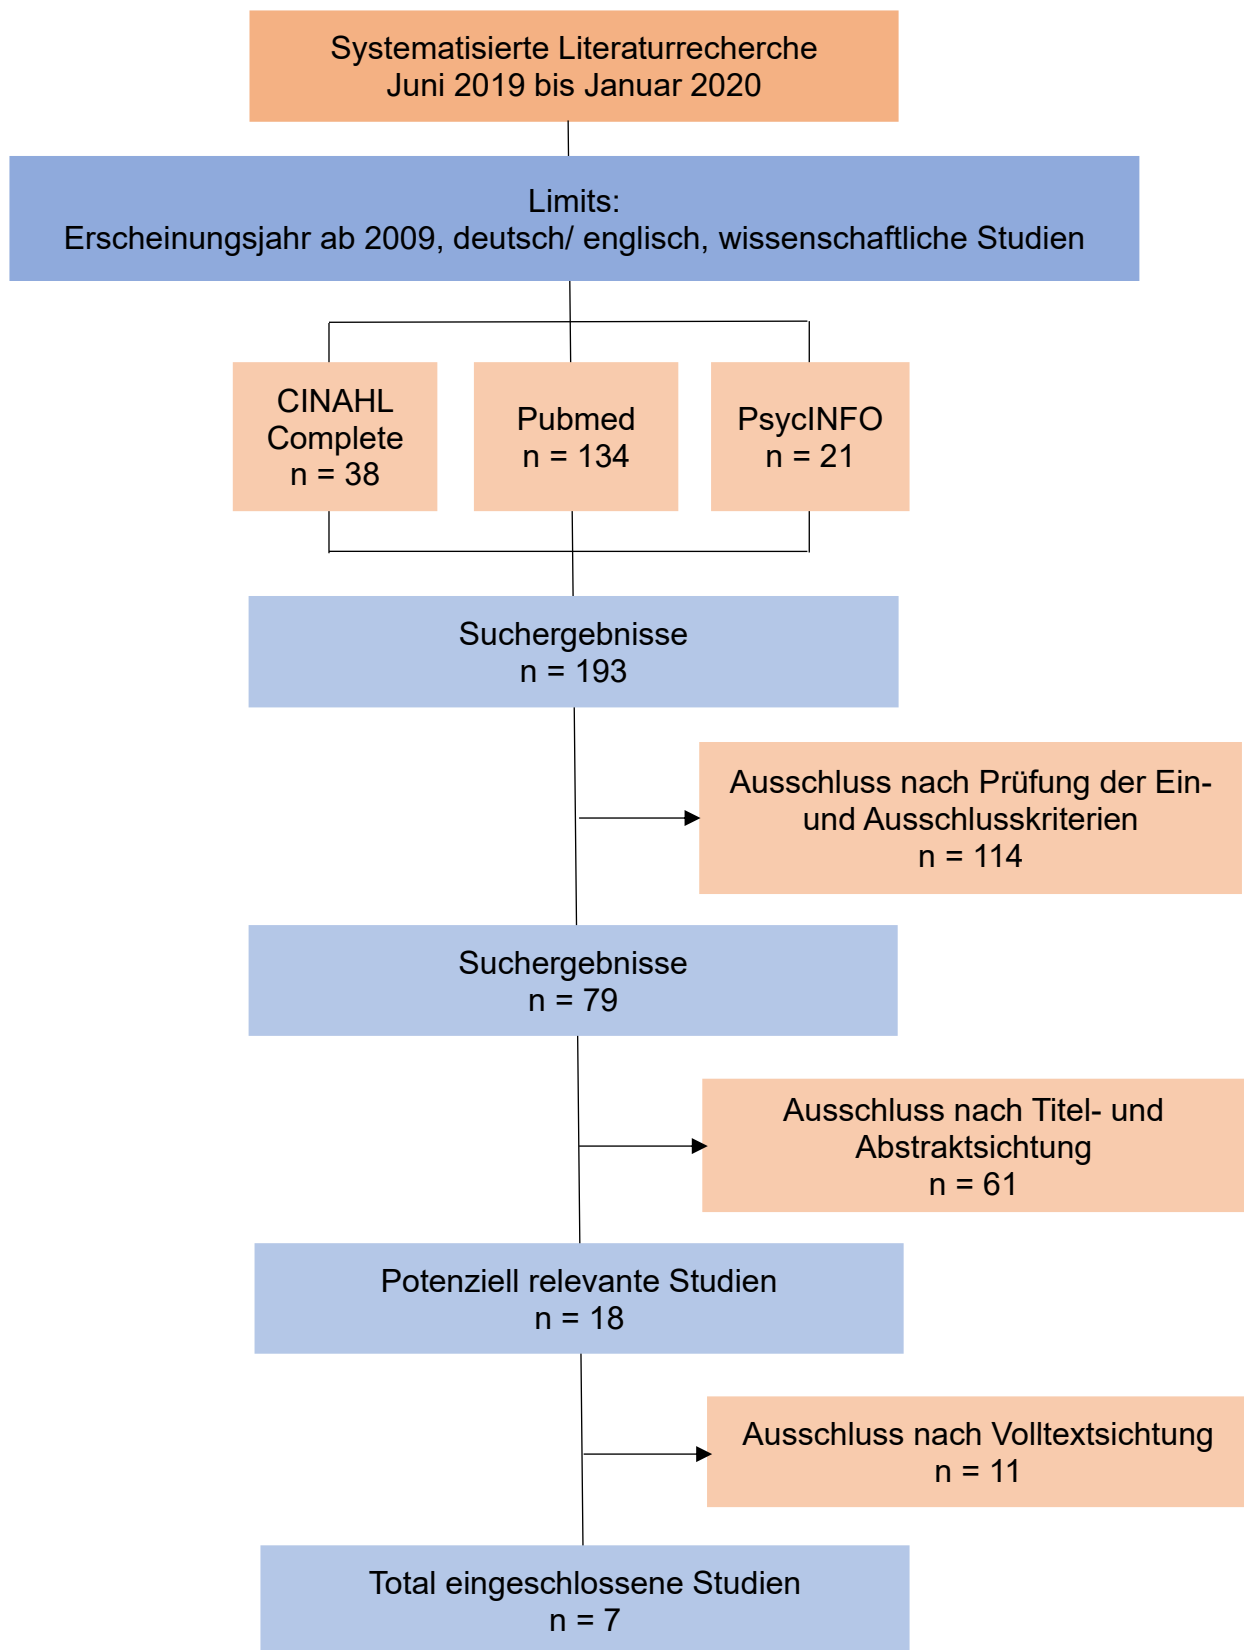 Systematisierte Literaturrecherche
Juni 2019 bis Januar 2020
Limits:
Erscheinungsjahr ab 2009, deutsch/ englisch, wissenschaftliche Studien
CINAHL
Complete
n = 38
Pubmed
n = 134
PsycINFO
n = 21
Suchergebnisse
n = 193
Ausschluss nach Prüfung der Ein-
und Ausschlusskriterien
n = 114
Suchergebnisse
n = 79
Ausschluss nach Titel- und
Abstraktsichtung
n = 61
Potenziell relevante Studien
n = 18
Ausschluss nach Volltextsichtung
n = 11
Total eingeschlossene Studien
n = 7